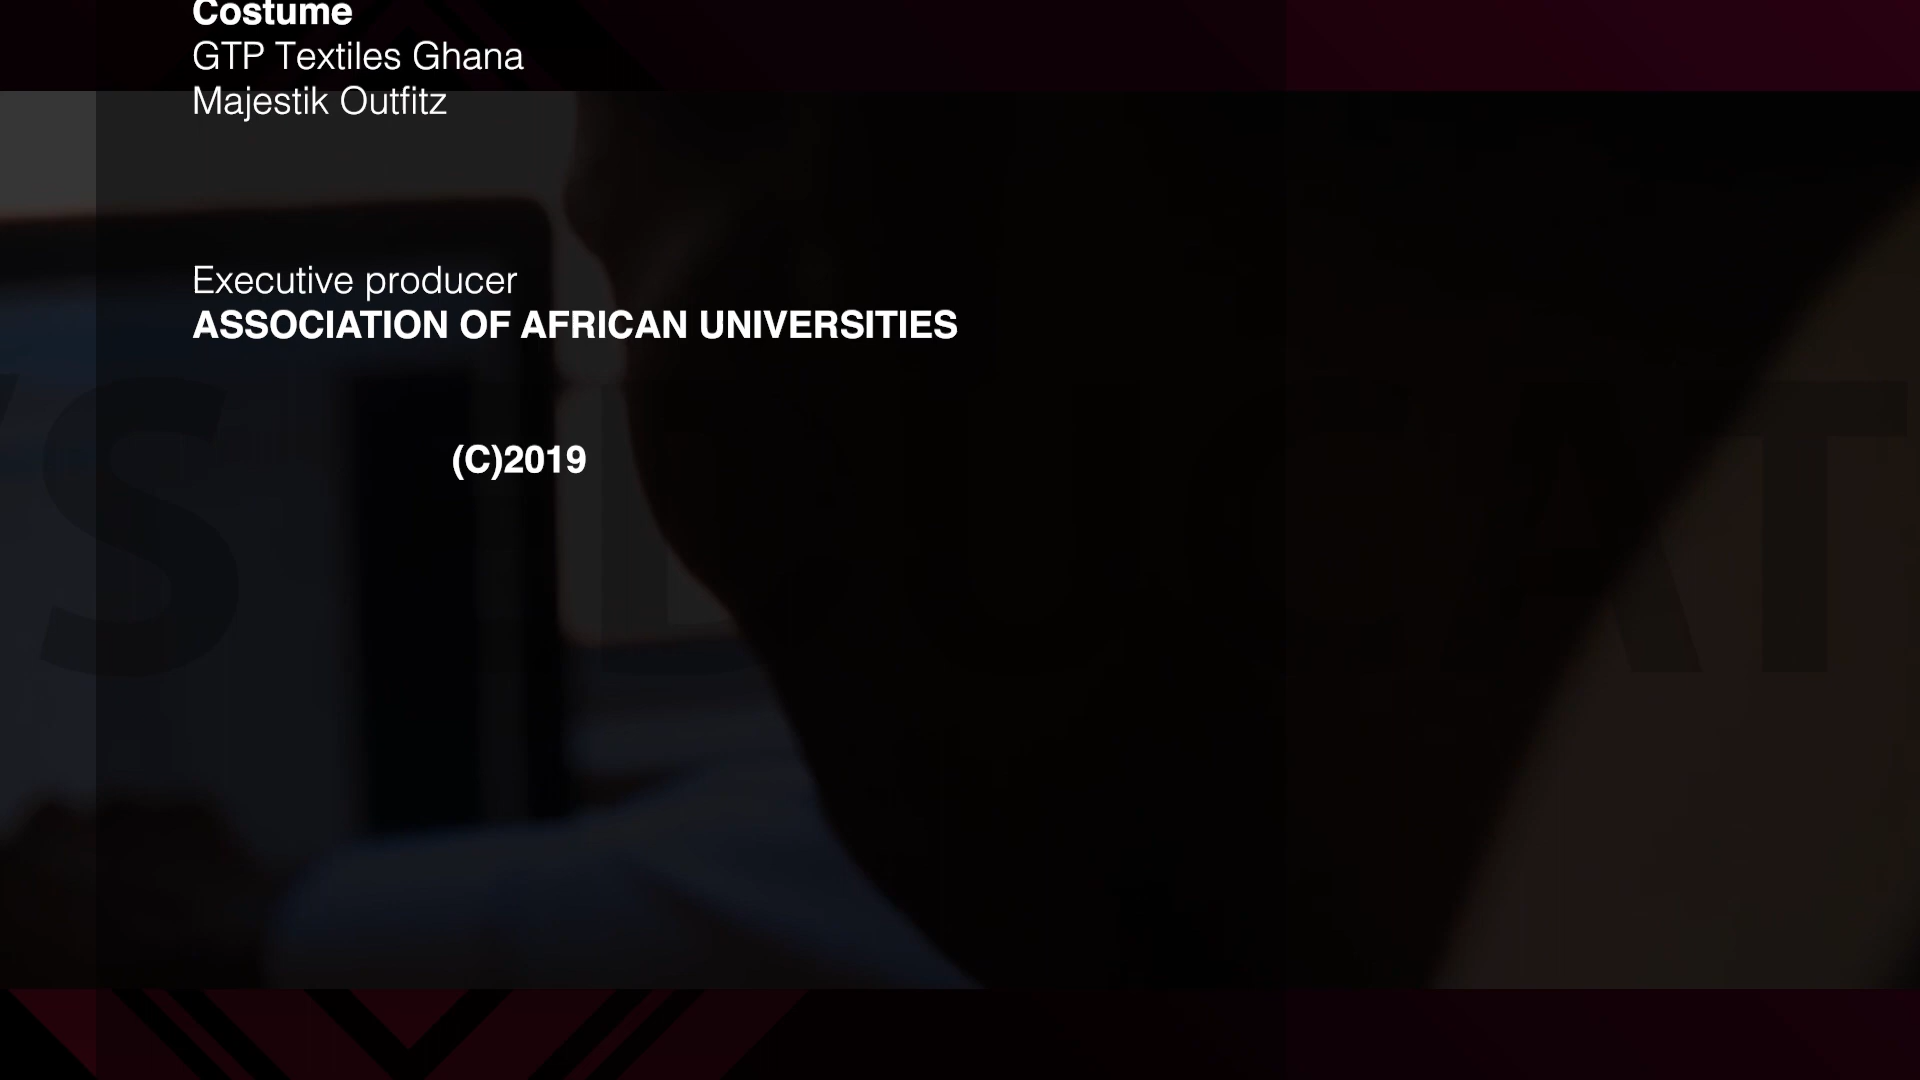 Costume
GTP Textiles Ghana
Majestik Outfitz
Executive producer
ASSOCIATION OF AFRICAN UNIVERSITIES
(C)2019